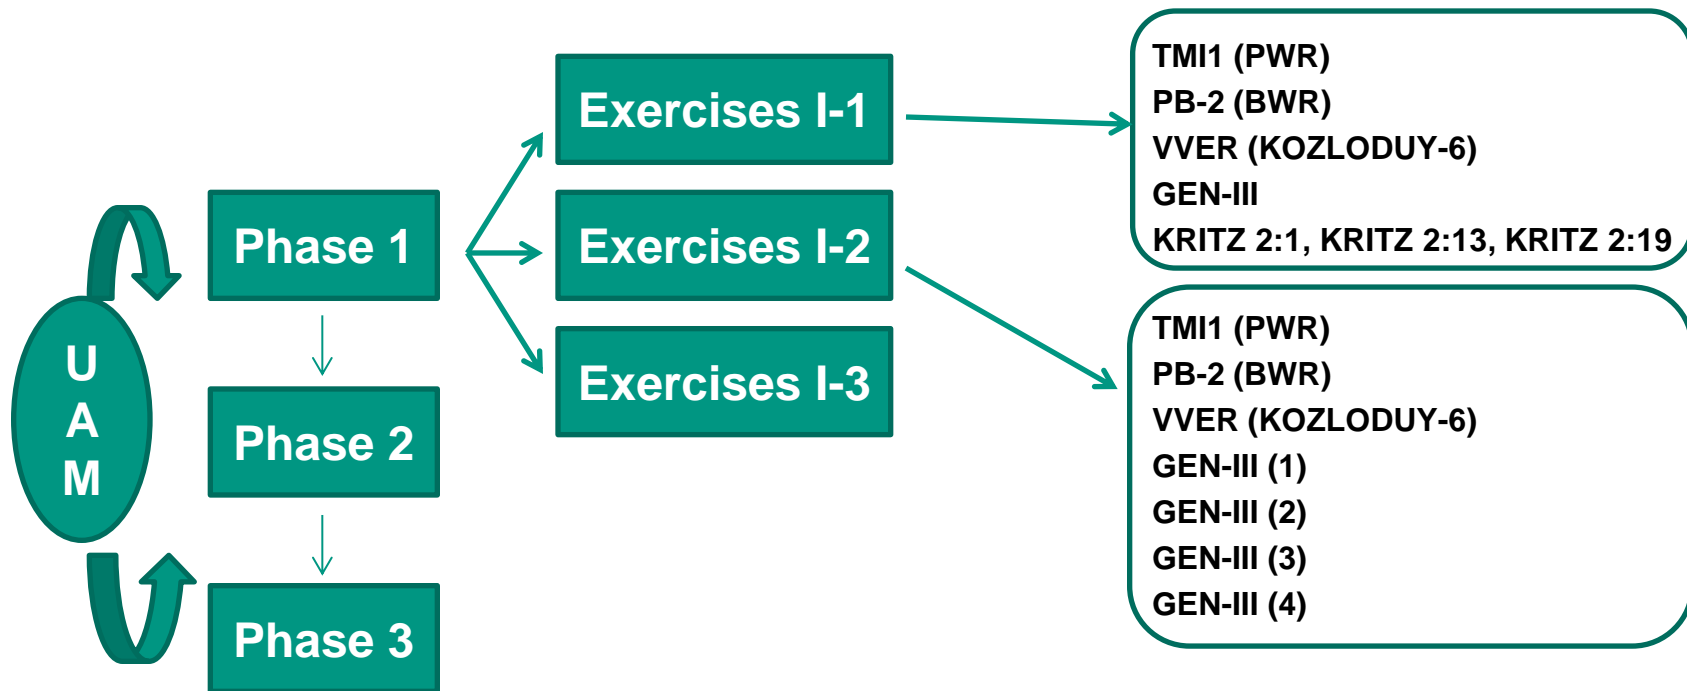 U
A
M
Phase 1
Phase 2
Phase 3
Exercises I-1
Exercises I-2
Exercises I-3
TMI1 (PWR)
PB-2 (BWR)
VVER (KOZLODUY-6)
GEN-III
KRITZ 2:1, KRITZ 2:13, KRITZ 2:19
TMI1 (PWR)
PB-2 (BWR)
VVER (KOZLODUY-6)
GEN-III (1)
GEN-III (2)
GEN-III (3)
GEN-III (4)